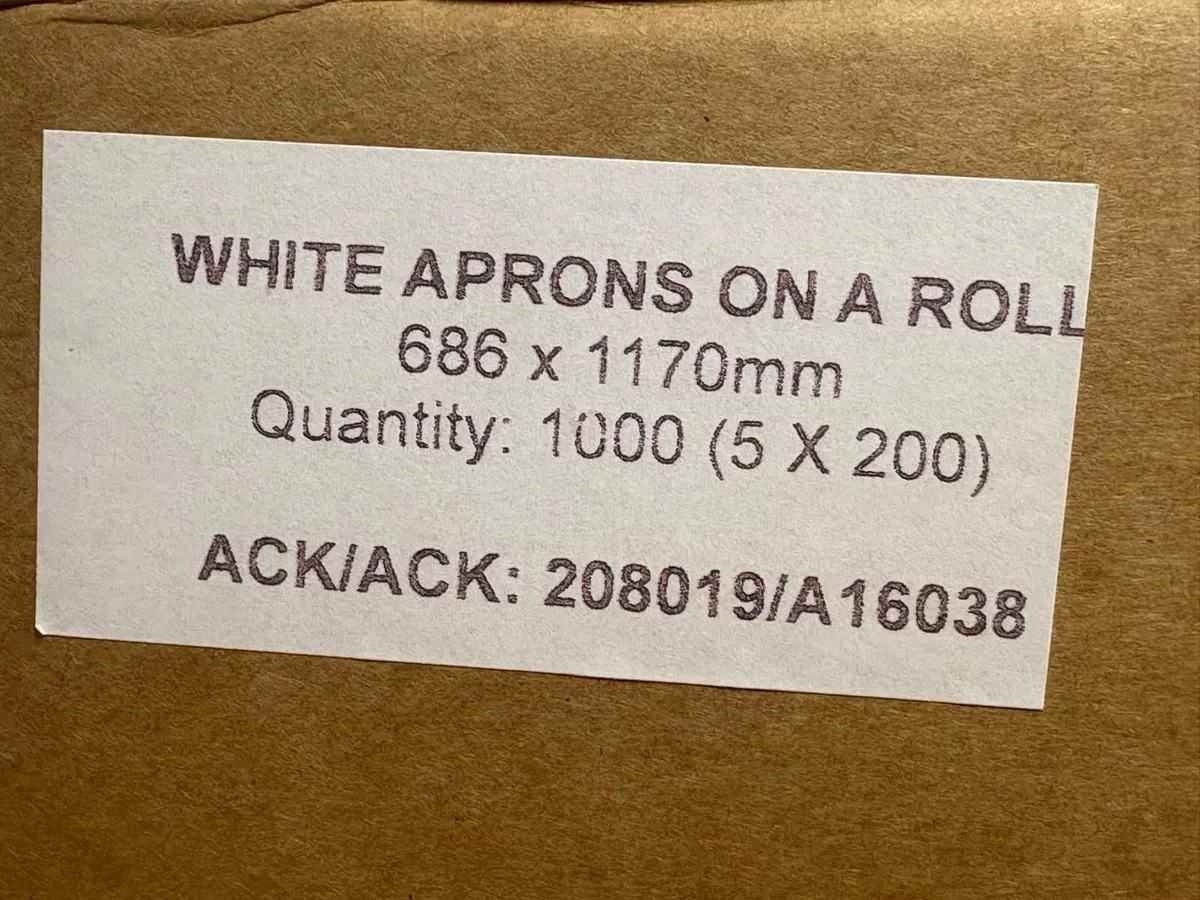 WHITE APRONS ON A ROLL
686 x 1170mm
Quantity: 1000 (5 X 200)
ACK/ACK: 208019/A16038